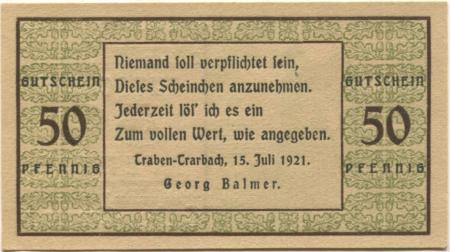 Niemand soll verpflichtet sein,
Dieses Scheinchen anzunehmen.
Jederzeit lös' ich es ein
Zum vollen Wert, wie angegeben.
Traben-Trarbach, 15. Juli 1921.
Georg Balmer.
GUTSCHEIN
50
PFENNIG
GUTSCHEIN
50
PFENNIG